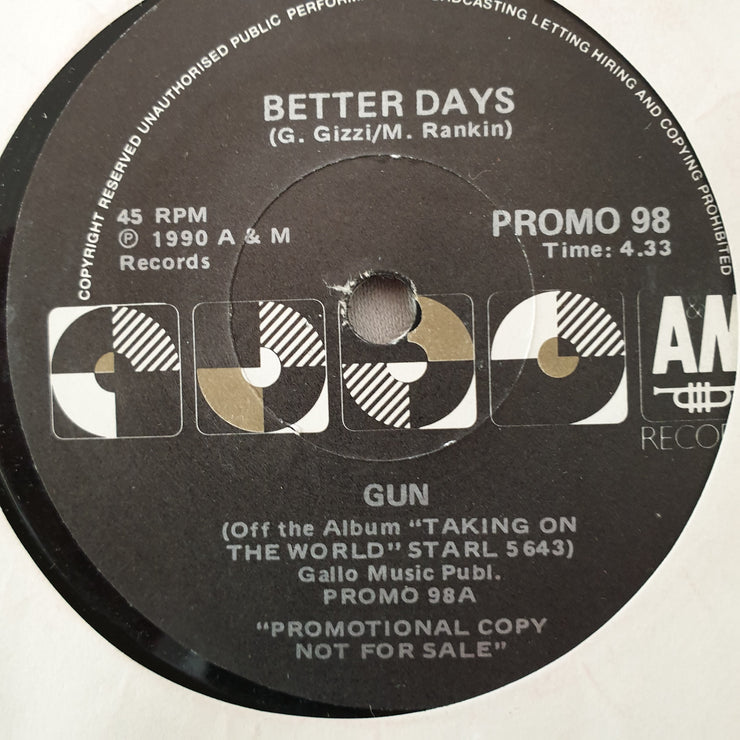 COPYRIGHT RESERVED UNAUTHORISED PUBLIC PERFORM
CASTING LETTING HIRING AND COPYING PROHIBITED
BETTER DAYS
(G. Gizzi/M. Rankin)
45 RPM
℗ 1990 A & M
Records
PROMO 98
Time: 4.33
A&M
RECO
GUN
(Off the Album "TAKING ON
THE WORLD" STARL 5643)
Gallo Music Publ.
PROMO 98A
"PROMOTIONAL COPY
NOT FOR SALE"